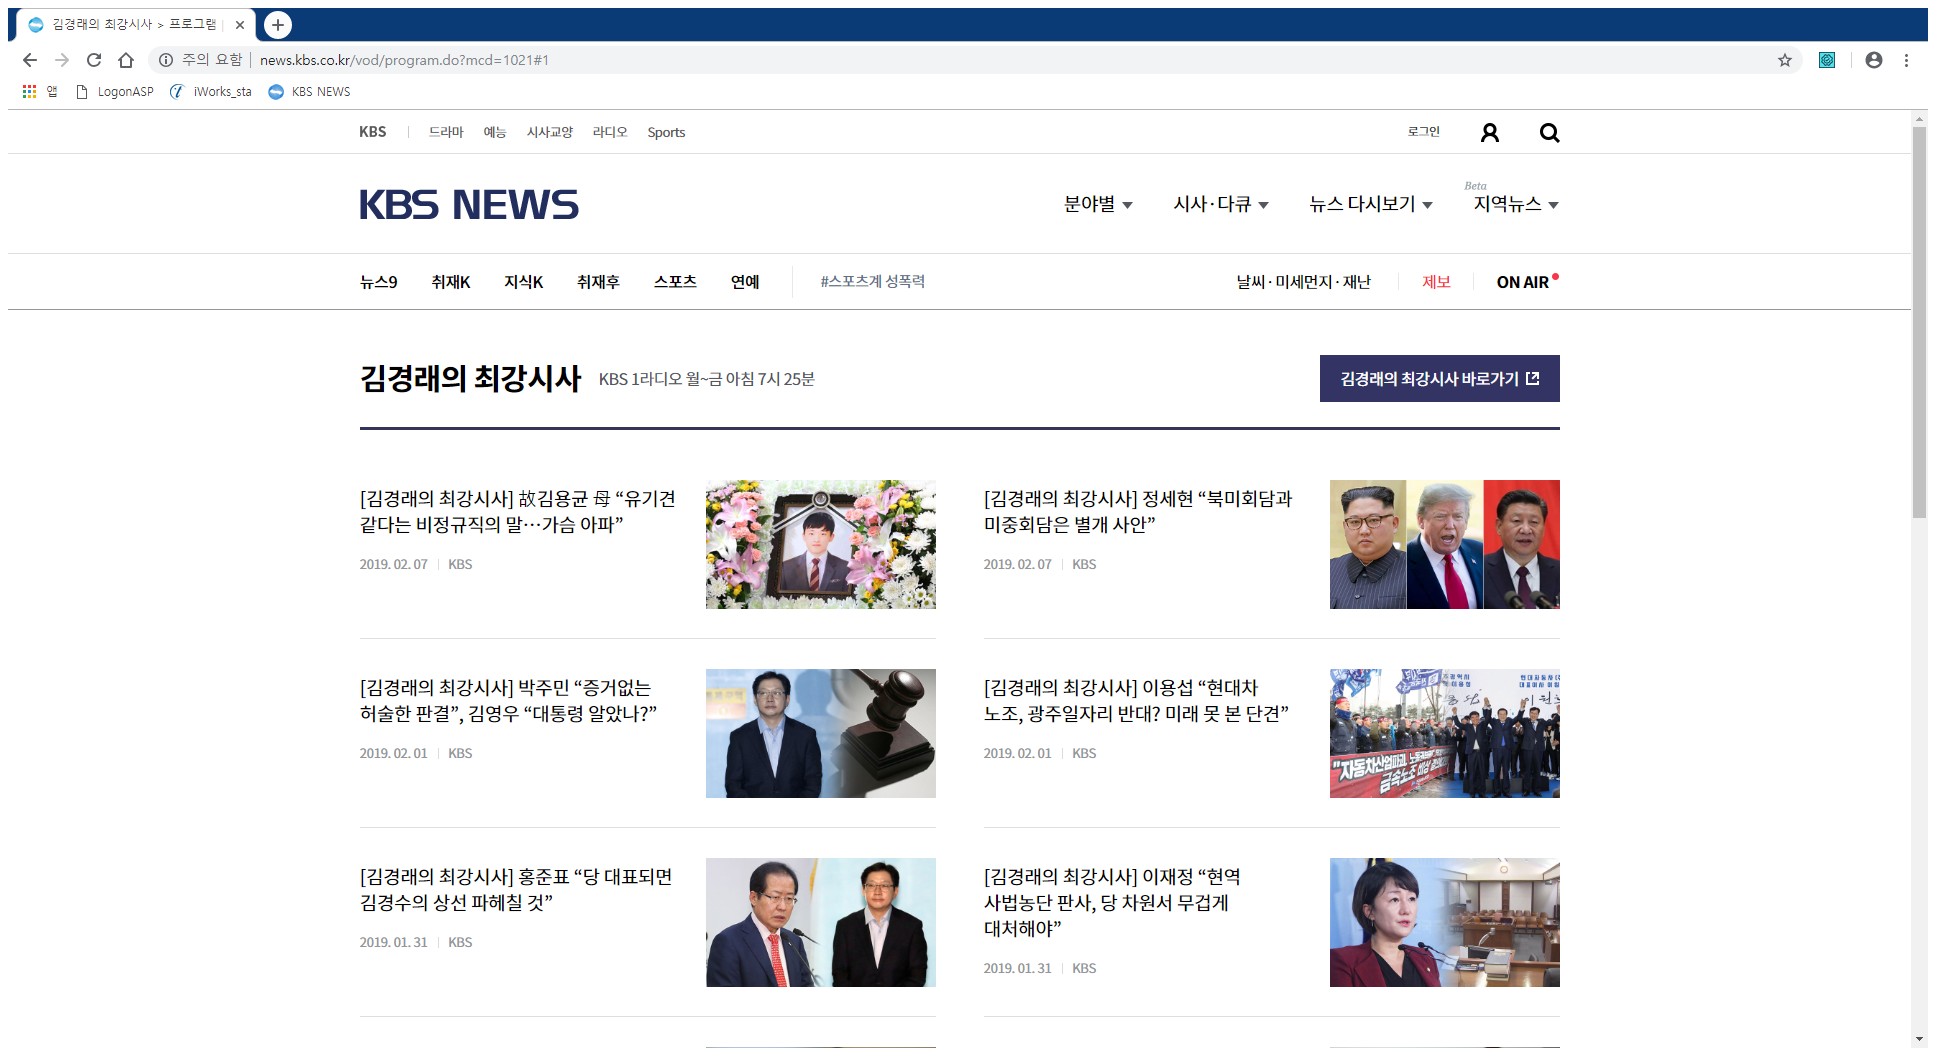 김경래의 최강시사 > 프로그램
주의 요함 | news.kbs.co.kr/vod/program.do?mcd=1021#1
앱 LogonASP iWorks_sta KBS NEWS
KBS 드라마 예능 시사교양 라디오 Sports 로그인
KBS NEWS
분야별 시사·다큐 뉴스 다시보기 Beta 지역뉴스
뉴스9 취재K 지식K 취재후 스포츠 연예 #스포츠계 성폭력 날씨·미세먼지·재난 제보 ON AIR
김경래의 최강시사 KBS 1라디오 월~금 아침 7시 25분 김경래의 최강시사 바로가기
[김경래의 최강시사] 故김용균 母 “유기견
같다는 비정규직의 말…가슴 아파”
2019. 02. 07 KBS
[김경래의 최강시사] 정세현 “북미회담과
미중회담은 별개 사안”
2019. 02. 07 KBS
[김경래의 최강시사] 박주민 “증거없는
허술한 판결”, 김영우 “대통령 알았나?”
2019. 02. 01 KBS
[김경래의 최강시사] 이용섭 “현대차
노조, 광주일자리 반대? 미래 못 본 단견”
2019. 02. 01 KBS
[김경래의 최강시사] 홍준표 “당 대표되면
김경수의 상선 파헤칠 것”
2019. 01. 31 KBS
[김경래의 최강시사] 이재정 “현역
사법농단 판사, 당 차원서 무겁게
대처해야”
2019. 01. 31 KBS